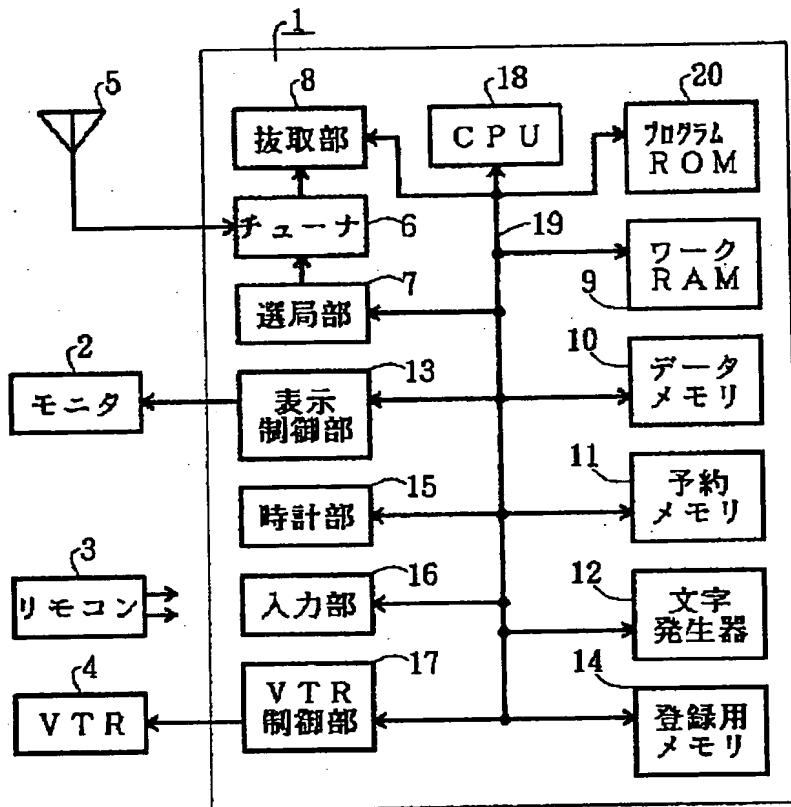 1
5
8
抜取部
18
CPU
20
プログラム
ROM
チューナ
6
19
ワーク
RAM
9
7
選局部
10
データ
メモリ
2
モニタ
13
表示
制御部
11
予約
メモリ
15
時計部
3
リモコン
16
入力部
12
文字
発生器
4
VTR
17
VTR
制御部
14
登録用
メモリ